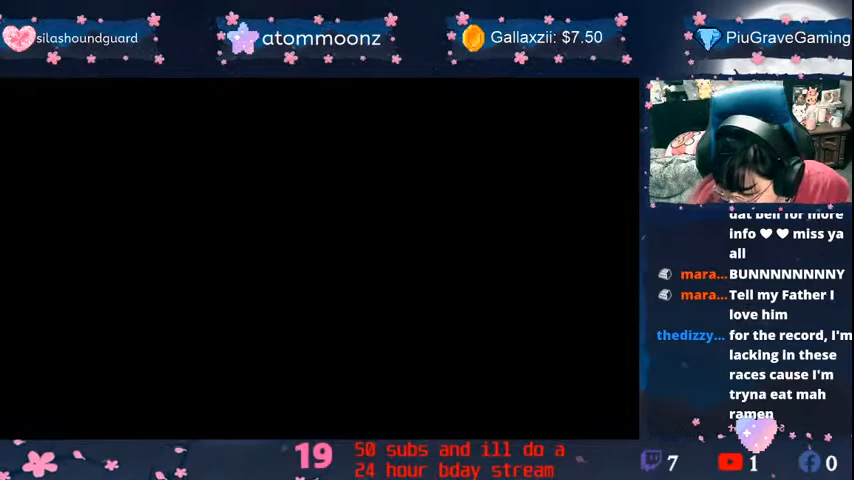 silashoundguard
atommoonz
Gallaxzii: $7.50
PiuGraveGaming
dat bell for more
info ♥ ♥ miss ya
all
mara... BUNNNNNNNNY
mara... Tell my Father I
love him
thedizzy... for the record, I'm
lacking in these
races cause I'm
tryna eat mah
ramen
19
50 subs and ill do a
24 hour bday stream
7
1
0